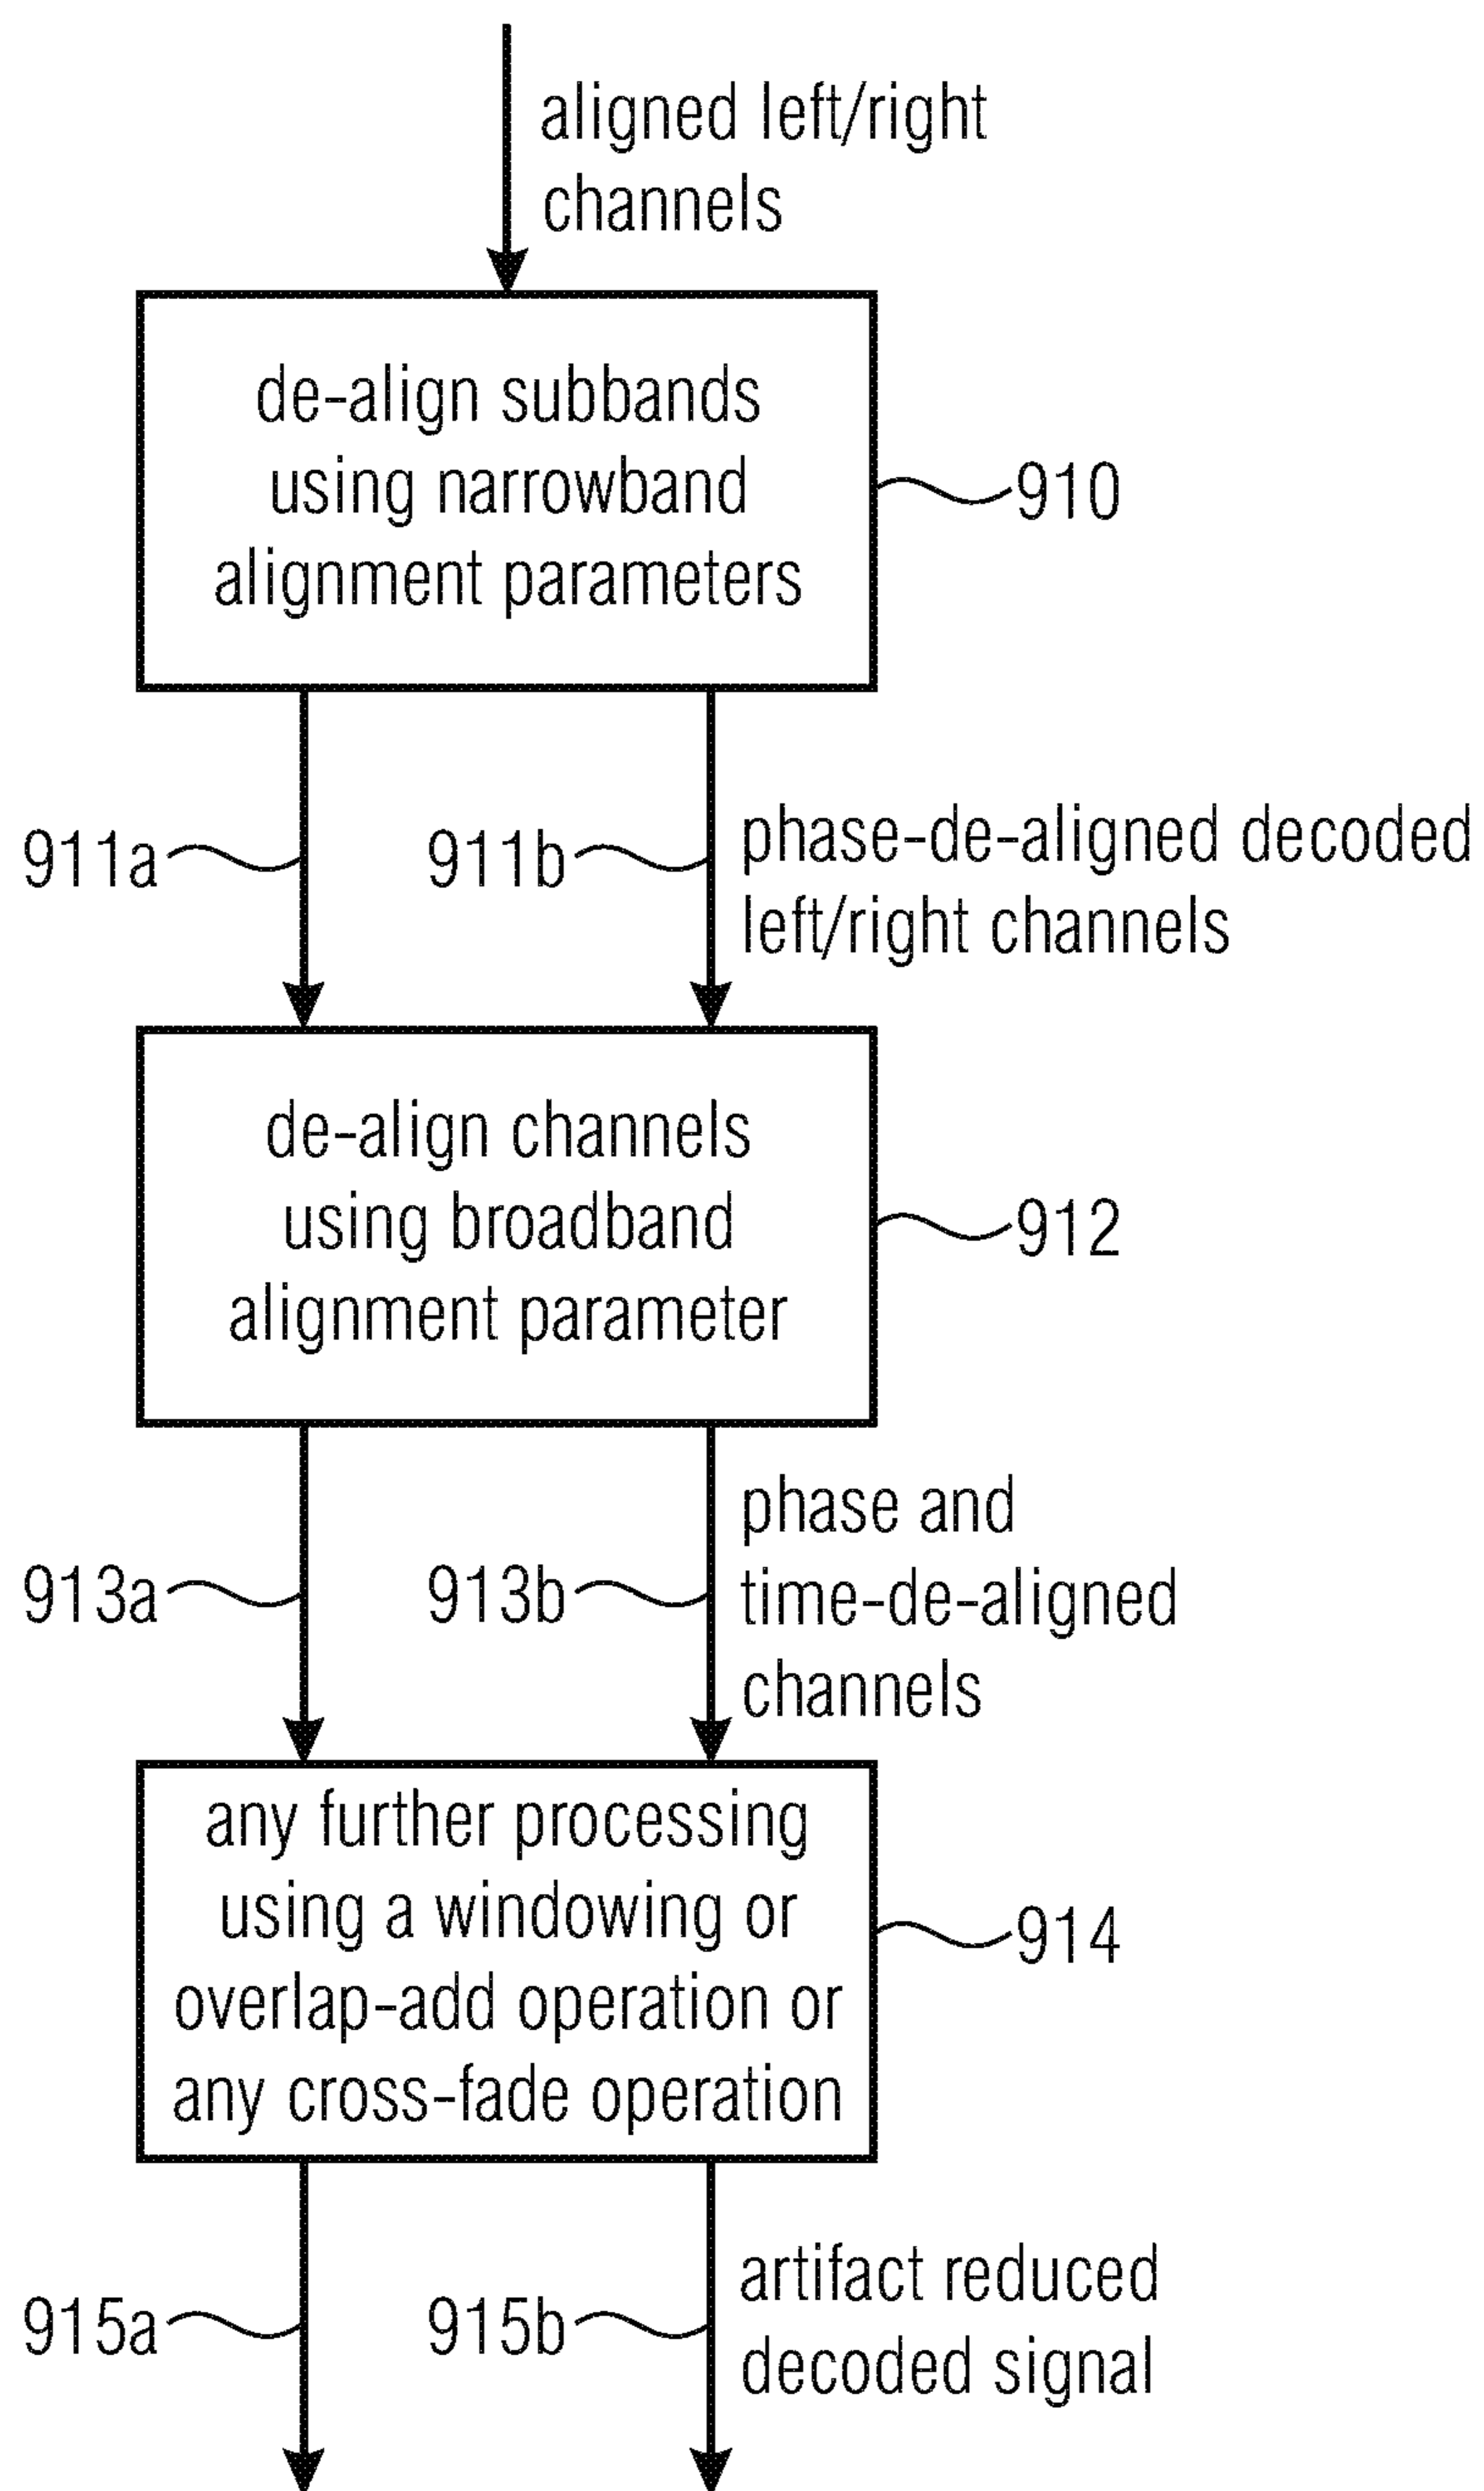 aligned left/right
channels
de-align subbands
using narrowband
alignment parameters
910
911a
911b
phase-de-aligned decoded
left/right channels
de-align channels
using broadband
alignment parameter
912
913a
913b
phase and
time-de-aligned
channels
any further processing
using a windowing or
overlap-add operation or
any cross-fade operation
914
915a
915b
artifact reduced
decoded signal